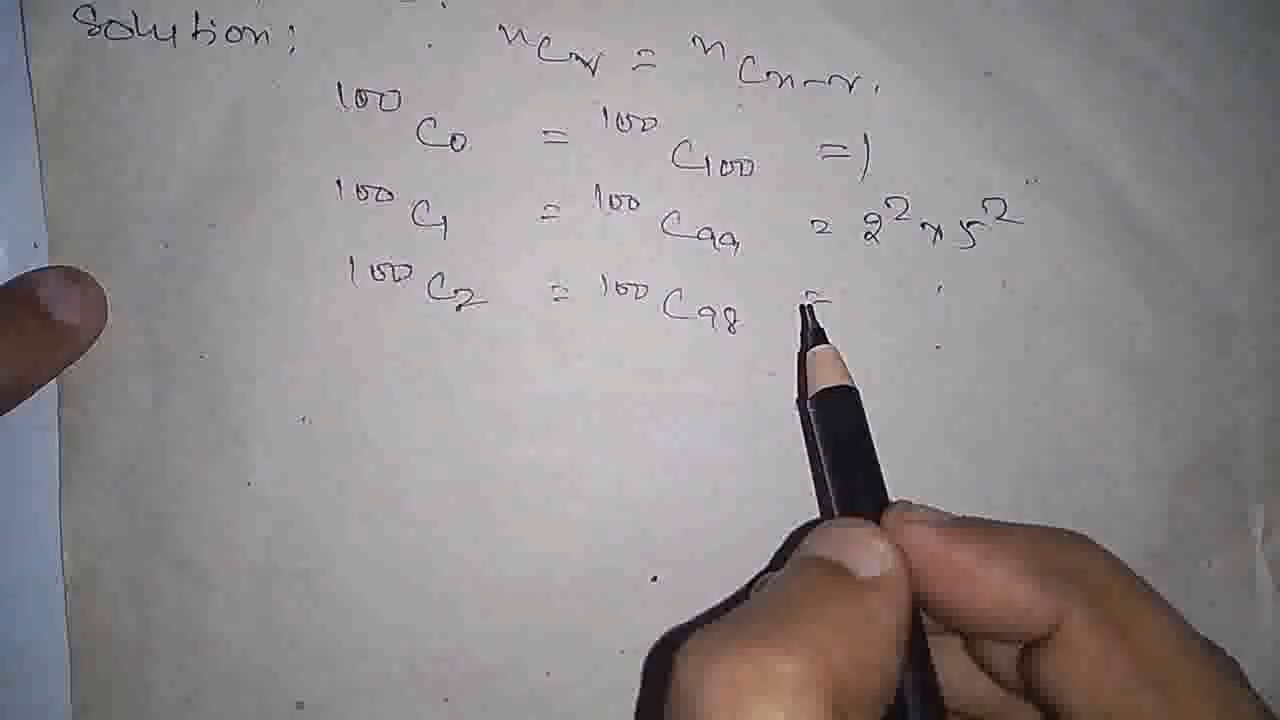 Solution:
ⁿCᵣ = ⁿCₙ₋ᵣ.
¹⁰⁰C₀ = ¹⁰⁰C₁₀₀ = 1
¹⁰⁰C₁ = ¹⁰⁰C₉₉ = 2² × 5²
¹⁰⁰C₂ = ¹⁰⁰C₉₈ =